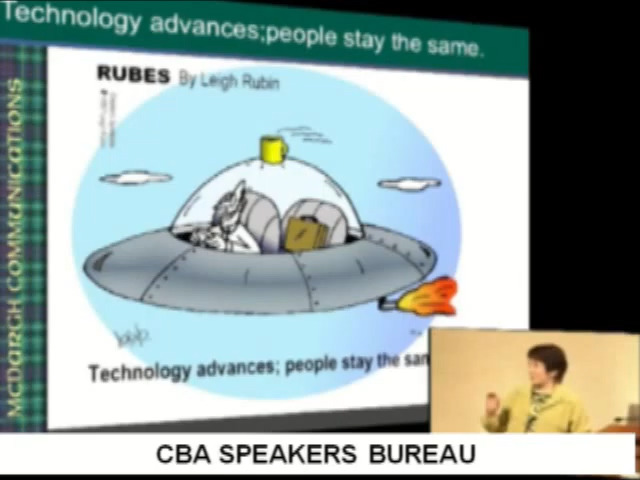 Technology advances;people stay the same.
RUBES By Leigh Rubin
MCDARCH COMMUNICATIONS
Technology advances; people stay the
CBA SPEAKERS BUREAU